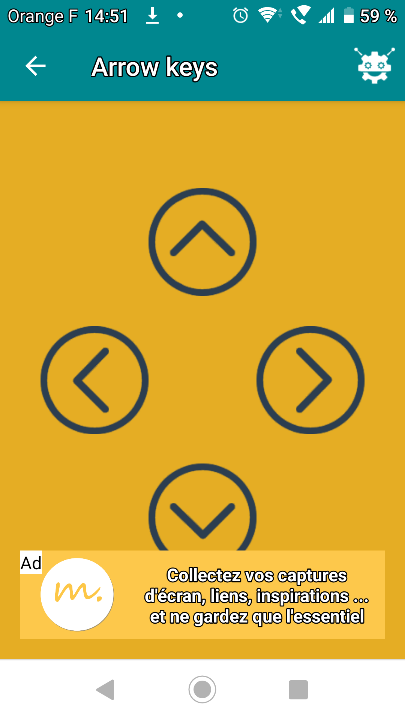 Orange F 14:51 59 %
Arrow keys
Ad
m.
Collectez vos captures
d'écran, liens, inspirations ...
et ne gardez que l'essentiel